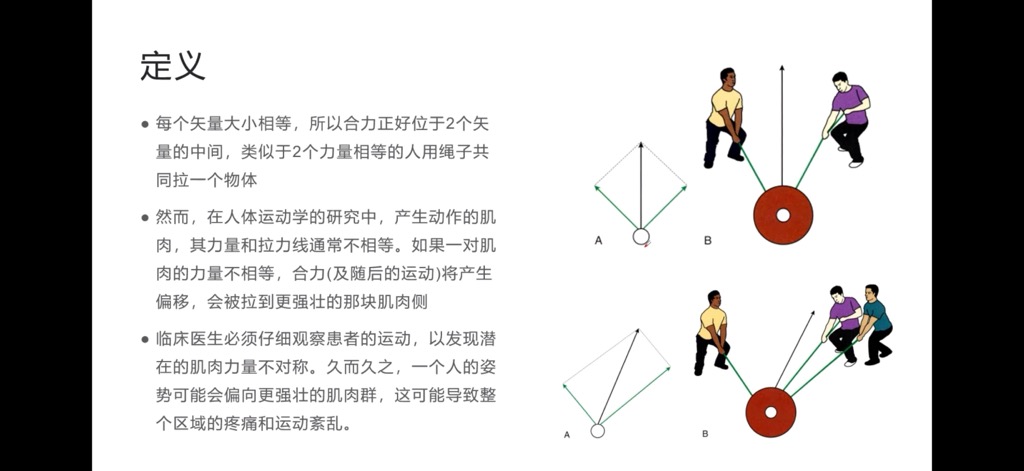 定义
● 每个矢量大小相等，所以合力正好位于2个矢
量的中间，类似于2个力量相等的人用绳子共
同拉一个物体
● 然而，在人体运动学的研究中，产生动作的肌
肉，其力量和拉力线通常不相等。如果一对肌
肉的力量不相等，合力(及随后的运动)将产生
偏移，会被拉到更强壮的那块肌肉侧
● 临床医生必须仔细观察患者的运动，以发现潜
在的肌肉力量不对称。久而久之，一个人的姿
势可能会偏向更强壮的肌肉群，这可能导致整
个区域的疼痛和运动紊乱。
A
B
A
B